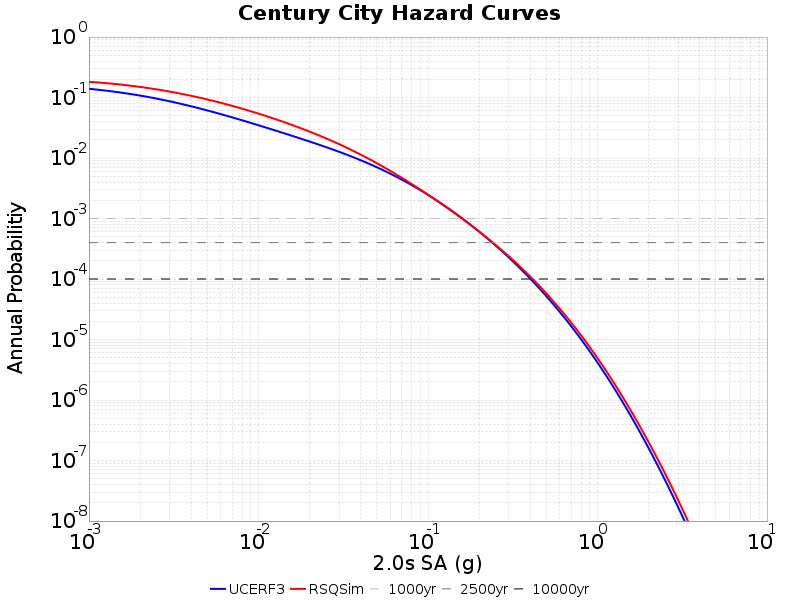 Century City Hazard Curves
10^0
10^-1
10^-2
10^-3
10^-4
10^-5
10^-6
10^-7
10^-8
Annual Probabilitiy
10^-3 10^-2 10^-1 10^0 10^1
2.0s SA (g)
UCERF3 RSQSim 1000yr 2500yr 10000yr